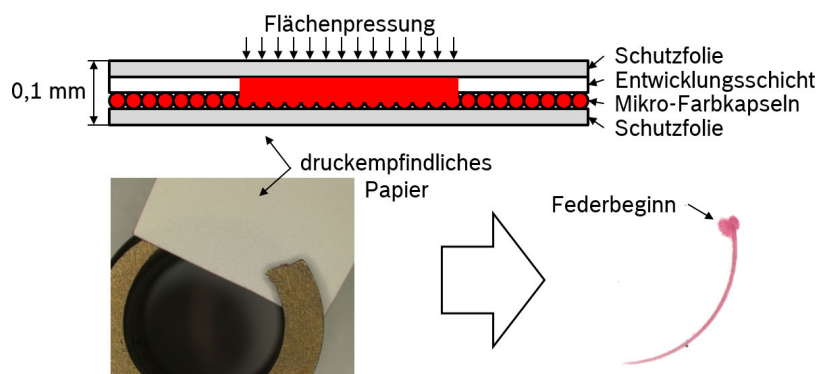 Flächenpressung
Schutzfolie
Entwicklungsschicht
0,1 mm
Mikro-Farbkapseln
Schutzfolie
druckempfindliches
Papier
Federbeginn